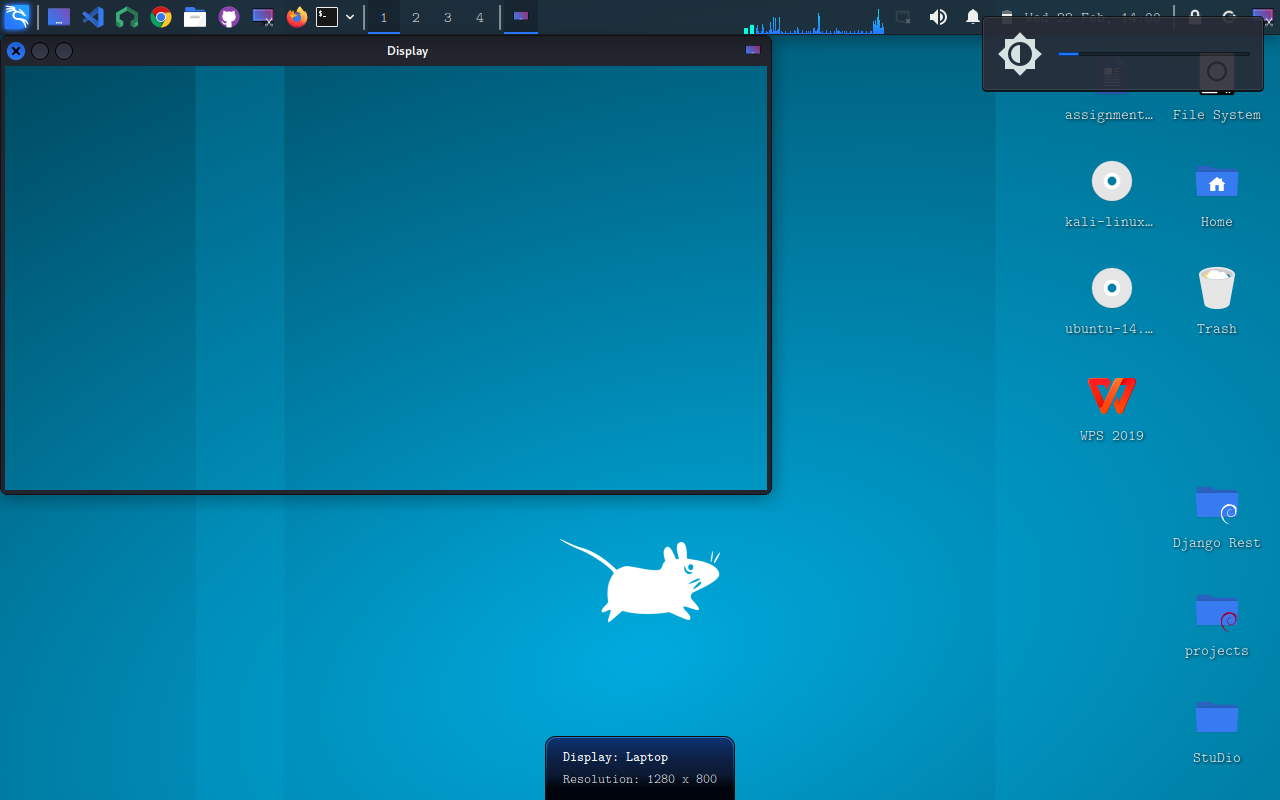 1 2 3 4
Wed 28 Feb, 14:00
Display
assignment…
File System
kali-linux…
Home
ubuntu-14.…
Trash
WPS 2019
Django Rest
projects
StuDio
Display: Laptop
Resolution: 1280 x 800